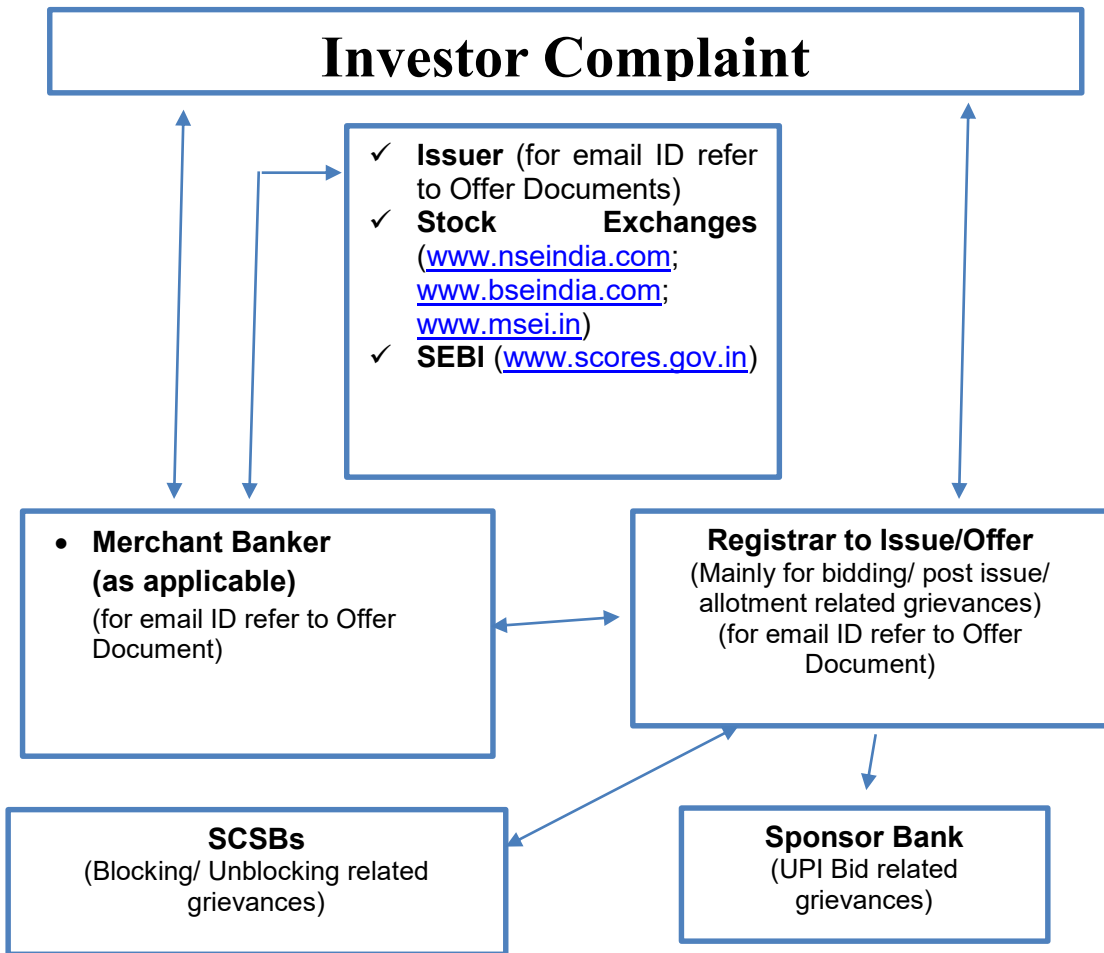 Investor Complaint
✓ Issuer (for email ID refer
to Offer Documents)
✓ Stock Exchanges
(www.nseindia.com;
www.bseindia.com;
www.msei.in)
✓ SEBI (www.scores.gov.in)
• Merchant Banker
(as applicable)
(for email ID refer to Offer
Document)
Registrar to Issue/Offer
(Mainly for bidding/ post issue/
allotment related grievances)
(for email ID refer to Offer
Document)
SCSBs
(Blocking/ Unblocking related
grievances)
Sponsor Bank
(UPI Bid related
grievances)